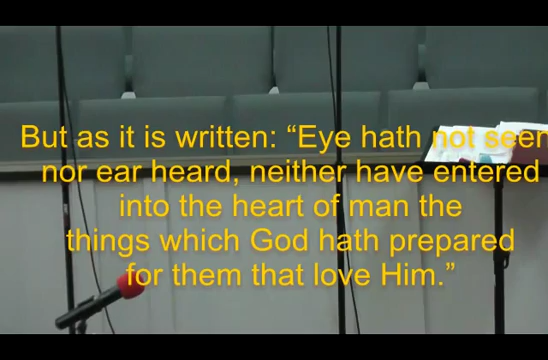 But as it is written: “Eye hath not seen
nor ear heard, neither have entered
into the heart of man the
things which God hath prepared
for them that love Him.”